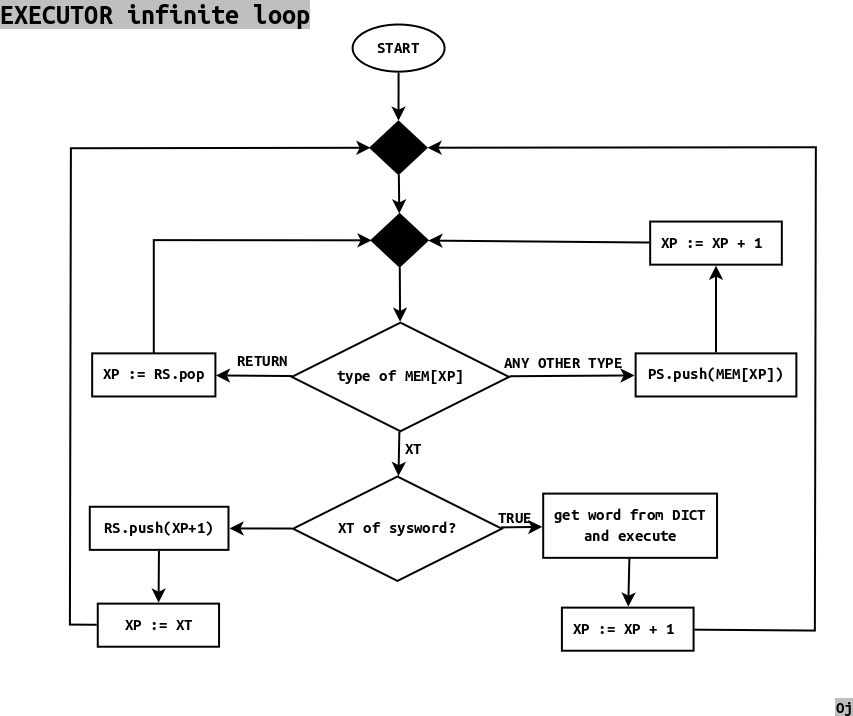 EXECUTOR infinite loop
START
XP := XP + 1
RETURN
ANY OTHER TYPE
XP := RS.pop
type of MEM[XP]
PS.push(MEM[XP])
XT
RS.push(XP+1)
XT of sysword?
TRUE
get word from DICT
and execute
XP := XT
XP := XP + 1
Oj